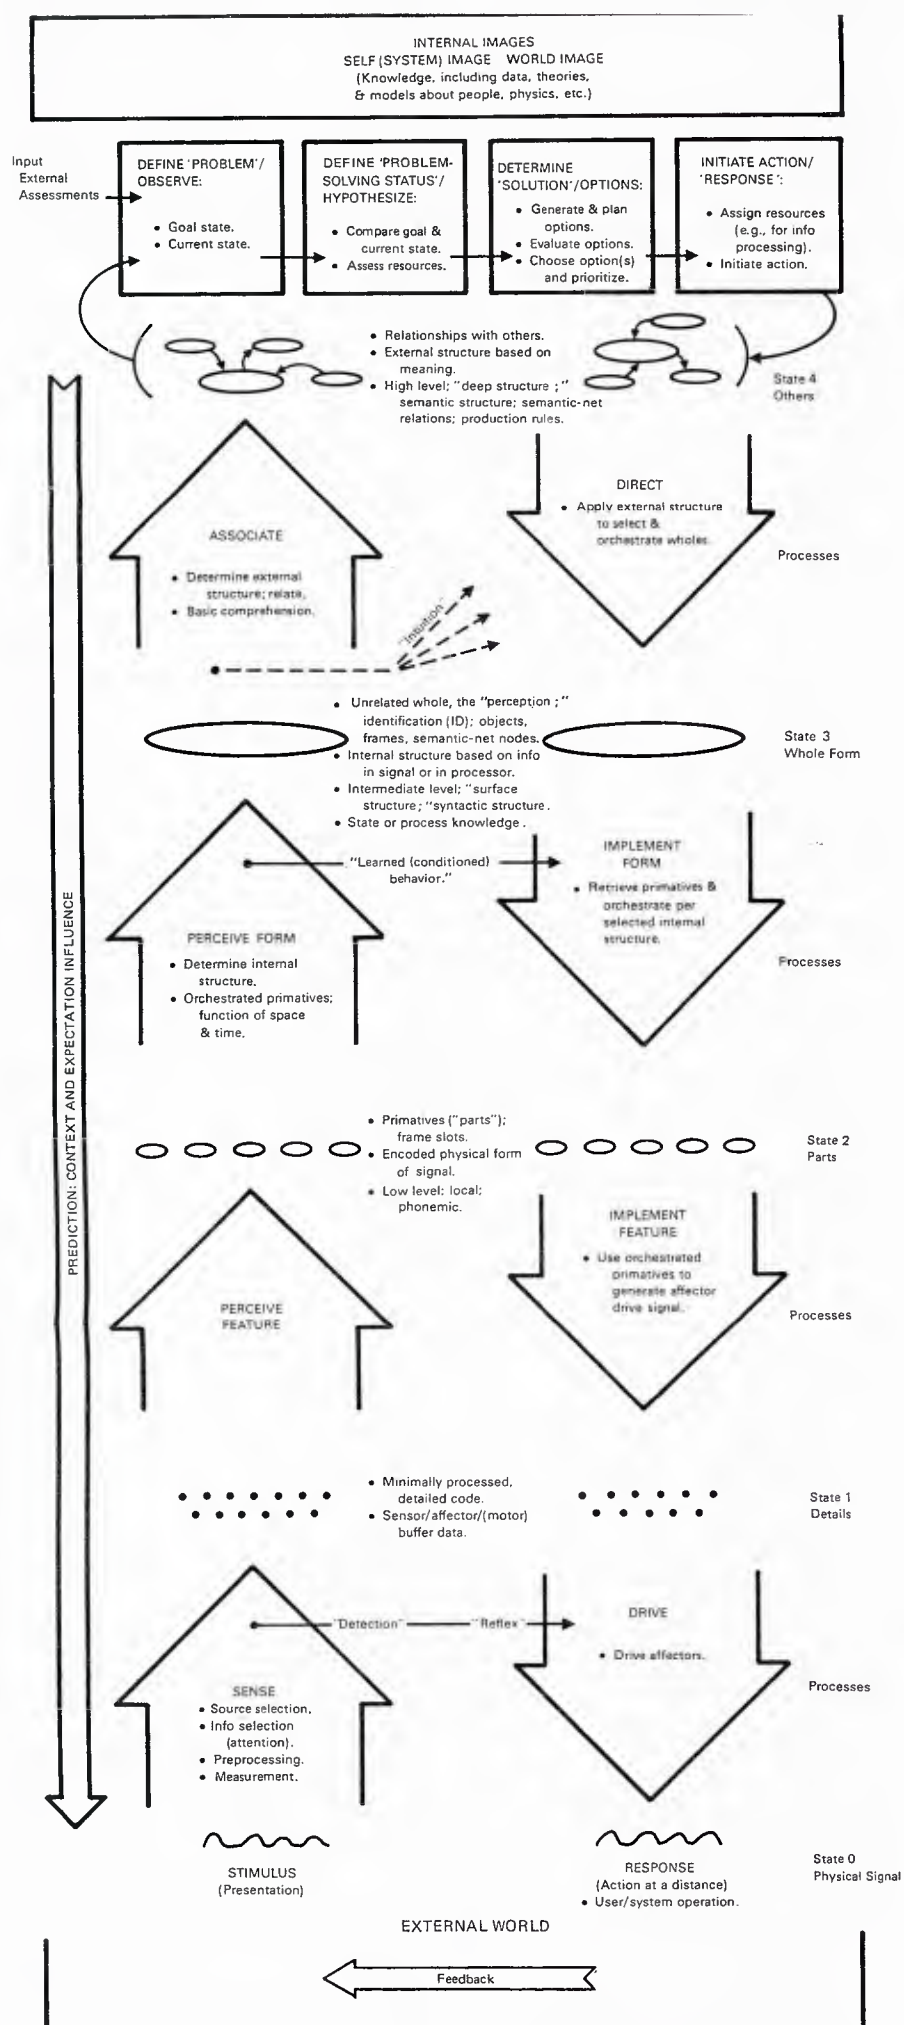 INTERNAL IMAGES
SELF (SYSTEM) IMAGE WORLD IMAGE
(Knowledge, including data, theories,
& models about people, physics, etc.)
Input
External
Assessments
DEFINE 'PROBLEM'/
OBSERVE:
• Goal state.
• Current state.
DEFINE 'PROBLEM-
SOLVING STATUS'/
HYPOTHESIZE:
• Compare goal &
current state.
• Assess resources.
DETERMINE
'SOLUTION'/OPTIONS:
• Generate & plan
options.
• Evaluate options.
• Choose option(s)
and prioritize.
INITIATE ACTION/
'RESPONSE':
• Assign resources
(e.g., for info
processing).
• Initiate action.
• Relationships with others.
• External structure based on
meaning.
• High level; "deep structure;"
semantic structure; semantic-net
relations; production rules.
State 4
Others
ASSOCIATE
• Determine external
structure; relate.
• Basic comprehension.
DIRECT
• Apply external structure
to select &
orchestrate wholes.
Processes
"Intuition"
• Unrelated whole, the "perception;"
identification (ID); objects,
frames, semantic-net nodes.
• Internal structure based on info
in signal or in processor.
• Intermediate level; "surface
structure; "syntactic structure.
• State or process knowledge.
State 3
Whole Form
"Learned (conditioned)
behavior."
PERCEIVE FORM
• Determine internal
structure.
• Orchestrated primatives;
function of space
& time.
IMPLEMENT
FORM
• Retrieve primatives &
orchestrate per
selected internal
structure.
Processes
PREDICTION: CONTEXT AND EXPECTATION INFLUENCE
• Primatives ("parts");
frame slots.
• Encoded physical form
of signal.
• Low level; local;
phonemic.
State 2
Parts
PERCEIVE
FEATURE
IMPLEMENT
FEATURE
• Use orchestrated
primatives to
generate affector
drive signal.
Processes
• Minimally processed,
detailed code.
• Sensor/affector/(motor)
buffer data.
State 1
Details
"Detection"
"Reflex"
SENSE
• Source selection.
• Info selection
(attention).
• Preprocessing.
• Measurement.
DRIVE
• Drive affectors.
Processes
STIMULUS
(Presentation)
RESPONSE
(Action at a distance)
• User/system operation.
State 0
Physical Signal
EXTERNAL WORLD
Feedback